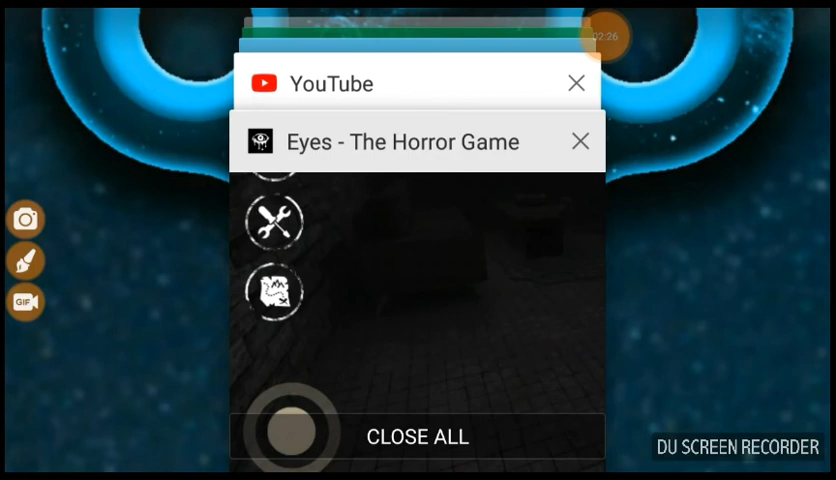 02:26
YouTube
Eyes - The Horror Game
GIF
CLOSE ALL
DU SCREEN RECORDER